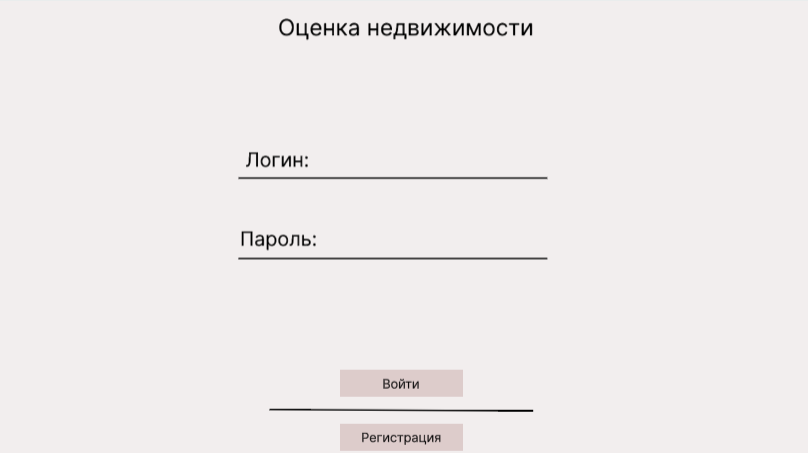 Оценка недвижимости
Логин:
Пароль:
Войти
Регистрация